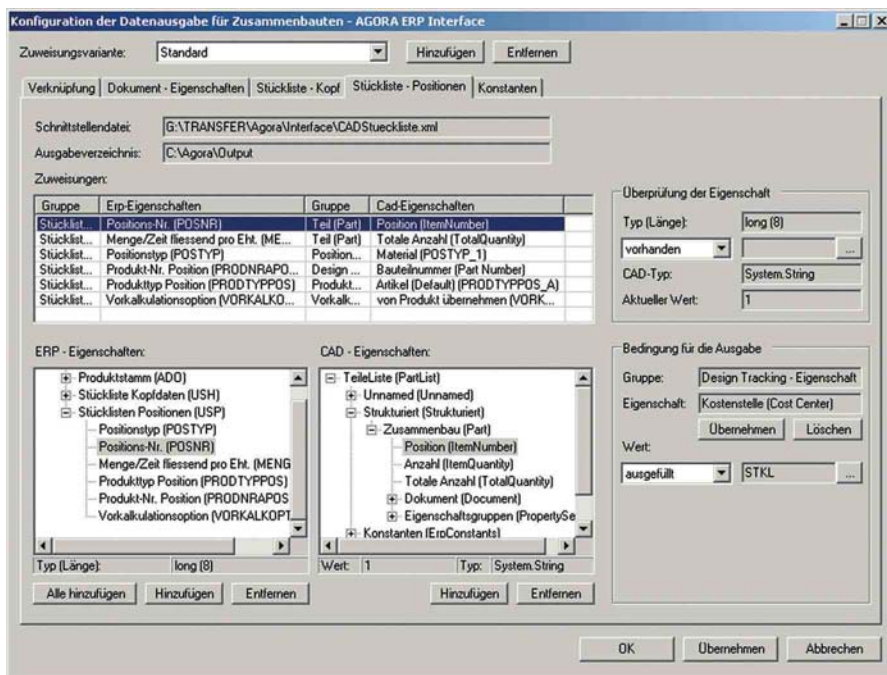 Konfiguration der Datenausgabe für Zusammenbauten - AGORA ERP Interface
Zuweisungsvariante: Standard Hinzufügen Entfernen
Verknüpfung Dokument - Eigenschaften Stückliste - Kopf Stückliste - Positionen Konstanten
Schnittstellendatei: G:\TRANSFER\Agora\Interface\CADStueckliste.xml
Ausgabeverzeichnis: C:\Agora\Output
Zuweisungen:
Gruppe Erp-Eigenschaften Gruppe Cad-Eigenschaften
Stücklist... Positions-Nr. (POSNR) Teil (Part) Position (ItemNumber)
Stücklist... Menge/Zeit fliessend pro Eht. (ME... Teil (Part) Totale Anzahl (TotalQuantity)
Stücklist... Positionstyp (POSTYP) Position... Material (POSTYP_1)
Stücklist... Produkt-Nr. Position (PRODNRAPO... Design ... Bauteilnummer (Part Number)
Stücklist... Produkttyp Position (PRODTYPPOS) Produkt... Artikel (Default) (PRODTYPPOS_A)
Stücklist... Vorkalkulationsoption (VORKALKO... Vorkalk... von Produkt übernehmen (VORK...
Überprüfung der Eigenschaft
Typ (Länge): long (8)
vorhanden ...
CAD-Typ: System.String
Aktueller Wert: 1
ERP - Eigenschaften:
Produktstamm (ADO)
Stückliste Kopfdaten (USH)
Stücklisten Positionen (USP)
Positionstyp (POSTYP)
Positions-Nr. (POSNR)
Menge/Zeit fliessend pro Eht. (MENG
Produkttyp Position (PRODTYPPOS)
Produkt-Nr. Position (PRODNRAPOS
Vorkalkulationsoption (VORKALKOPT
Typ (Länge): long (8)
Alle hinzufügen Hinzufügen Entfernen
CAD - Eigenschaften:
TeileListe (PartList)
Unnamed (Unnamed)
Strukturiert (Strukturiert)
Zusammenbau (Part)
Position (ItemNumber)
Anzahl (ItemQuantity)
Totale Anzahl (TotalQuantity)
Dokument (Document)
Eigenschaftsgruppen (PropertySe
Konstanten (ErpConstants)
Wert: 1 Typ: System.String
Hinzufügen Entfernen
Bedingung für die Ausgabe
Gruppe: Design Tracking - Eigenschaft
Eigenschaft: Kostenstelle (Cost Center)
Übernehmen Löschen
Wert:
ausgefüllt STKL ...
OK Übernehmen Abbrechen